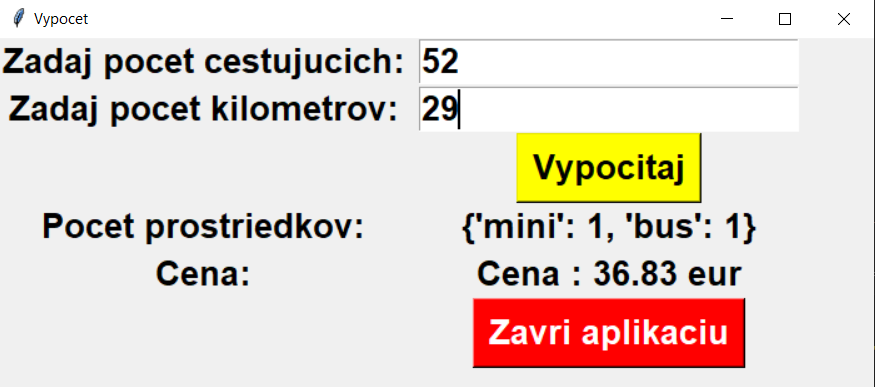 Vypocet
Zadaj pocet cestujucich: 52
Zadaj pocet kilometrov: 29
Vypocitaj
Pocet prostriedkov: {'mini': 1, 'bus': 1}
Cena: Cena : 36.83 eur
Zavri aplikaciu